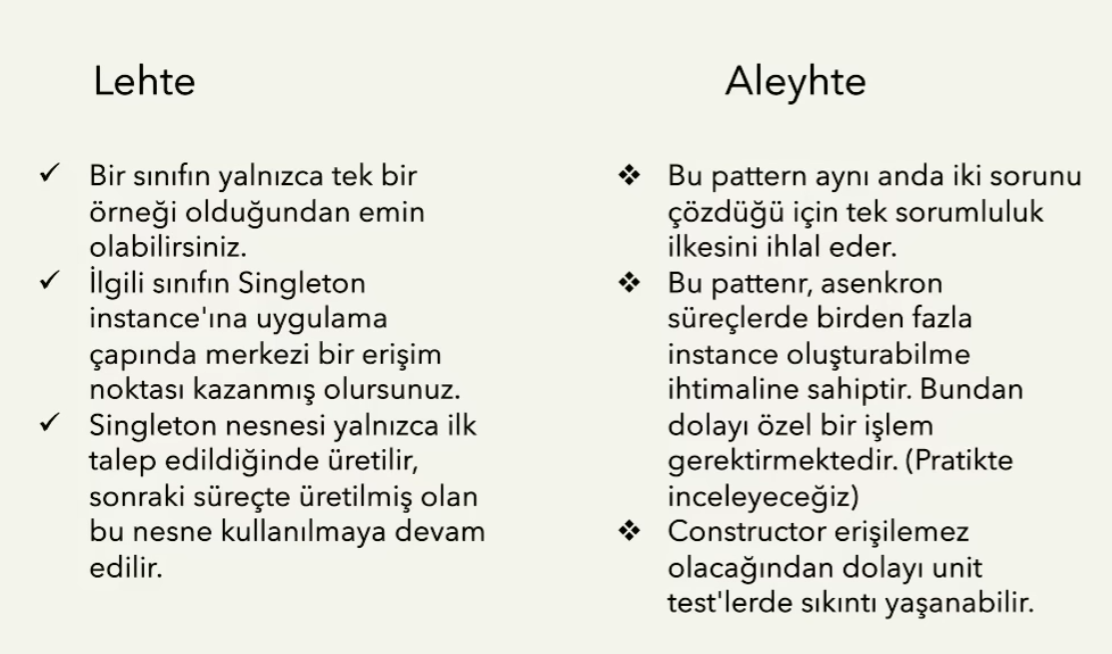 Lehte
✓ Bir sınıfın yalnızca tek bir
örneği olduğundan emin
olabilirsiniz.
✓ İlgili sınıfın Singleton
instance'ına uygulama
çapında merkezi bir erişim
noktası kazanmış olursunuz.
✓ Singleton nesnesi yalnızca ilk
talep edildiğinde üretilir,
sonraki süreçte üretilmiş olan
bu nesne kullanılmaya devam
edilir.
Aleyhte
❖ Bu pattern aynı anda iki sorunu
çözdüğü için tek sorumluluk
ilkesini ihlal eder.
❖ Bu pattenr, asenkron
süreçlerde birden fazla
instance oluşturabilme
ihtimaline sahiptir. Bundan
dolayı özel bir işlem
gerektirmektedir. (Pratikte
inceleyeceğiz)
❖ Constructor erişilemez
olacağından dolayı unit
test'lerde sıkıntı yaşanabilir.